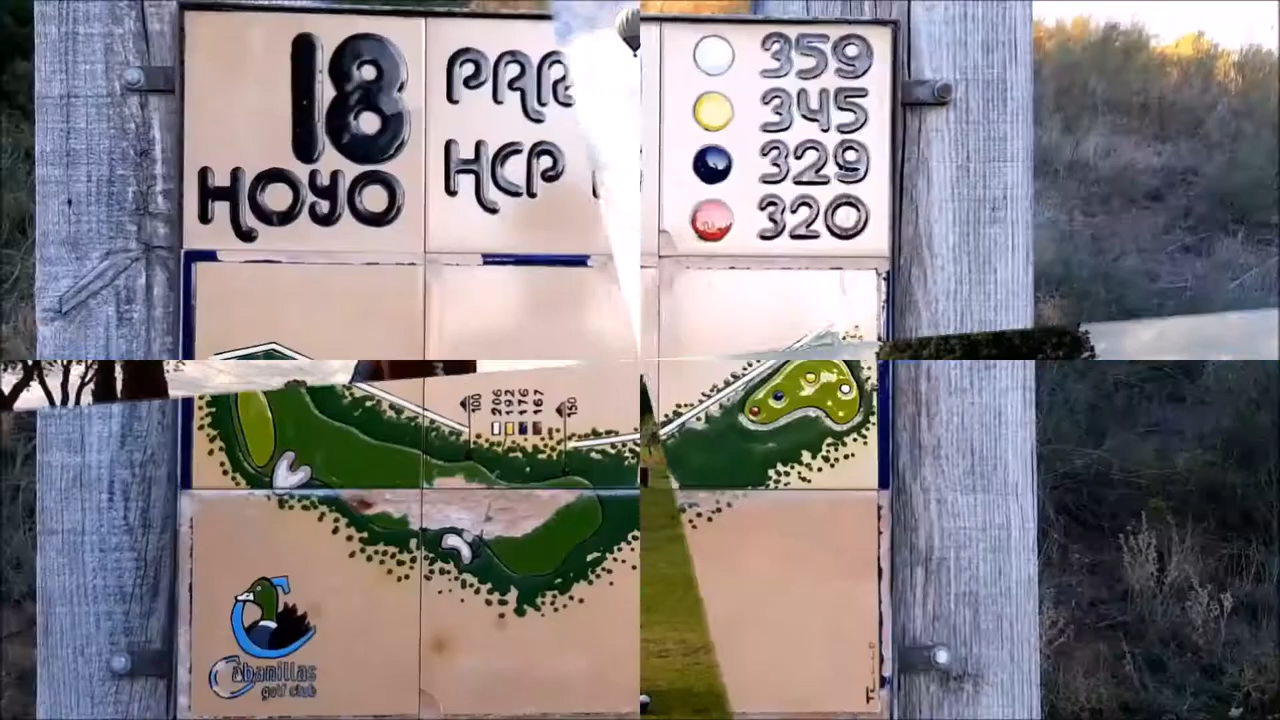 18
HOYO
PAR
HCP
359
345
329
320
100
206
192
176
167
150
Cabanillas
golf club